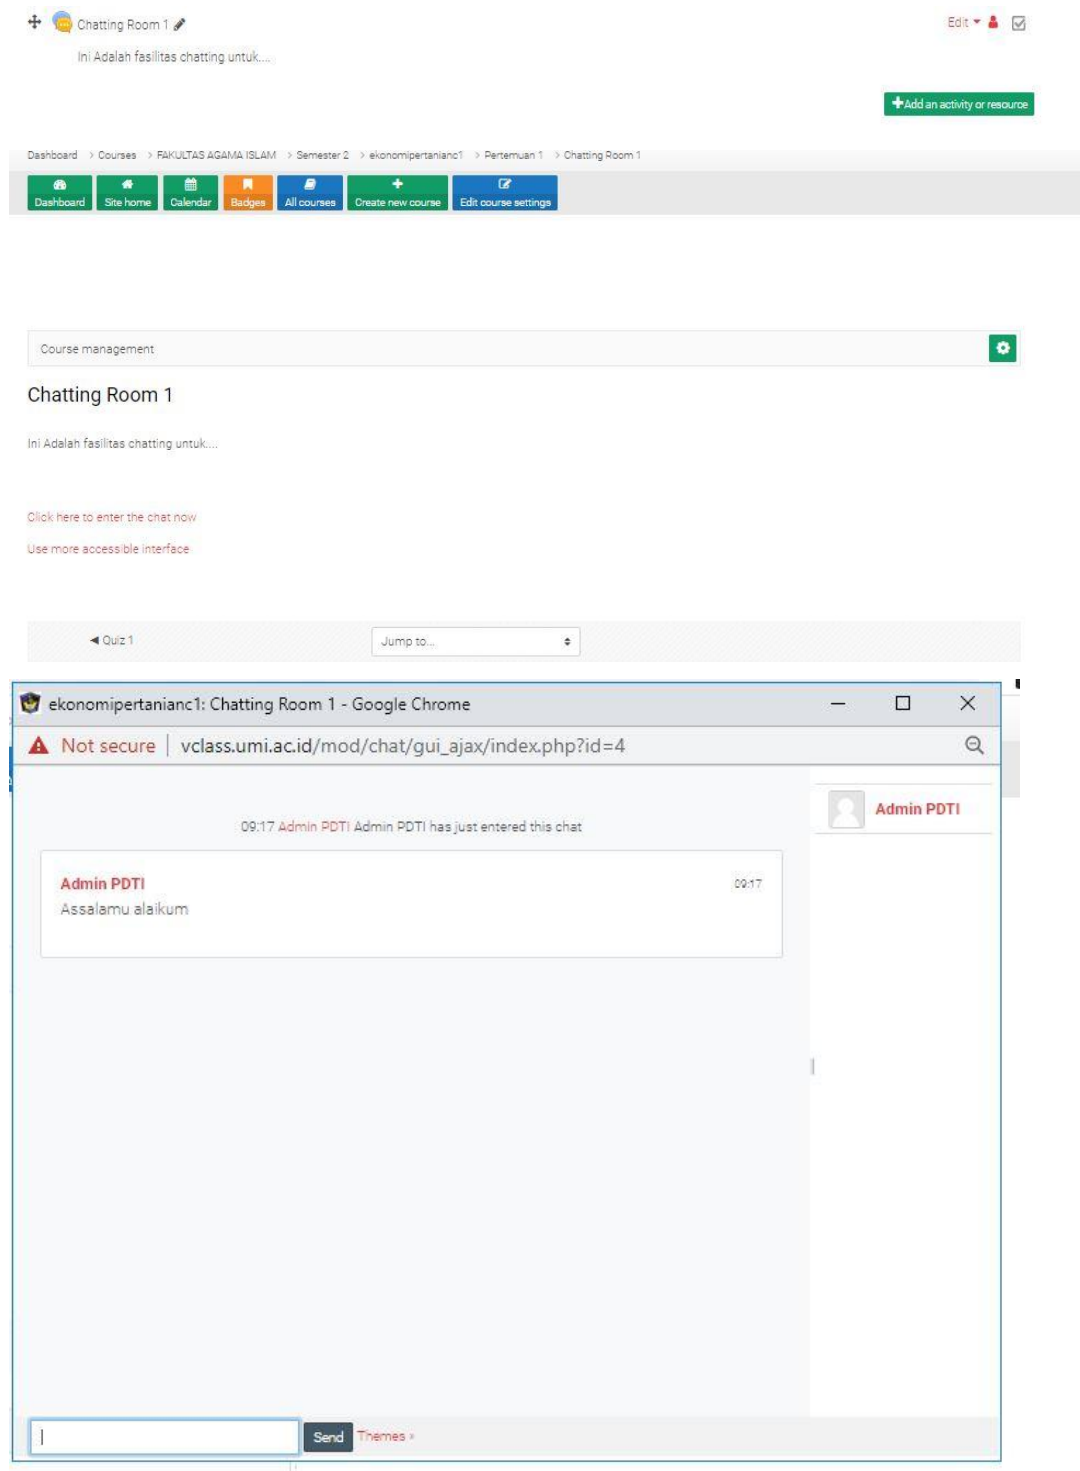 Chatting Room 1
Edit
Ini Adalah fasilitas chatting untuk....
Add an activity or resource
Dashboard > Courses > FAKULTAS AGAMA ISLAM > Semester 2 > ekonomipertanianc1 > Pertemuan 1 > Chatting Room 1
Dashboard Site home Calendar Badges All courses Create new course Edit course settings
Course management
Chatting Room 1
Ini Adalah fasilitas chatting untuk....
Click here to enter the chat now
Use more accessible interface
◄ Quiz 1
Jump to...
ekonomipertanianc1: Chatting Room 1 - Google Chrome
Not secure | vclass.umi.ac.id/mod/chat/gui_ajax/index.php?id=4
Admin PDTI
09:17 Admin PDTI Admin PDTI has just entered this chat
Admin PDTI 09:17
Assalamu alaikum
Send Themes »